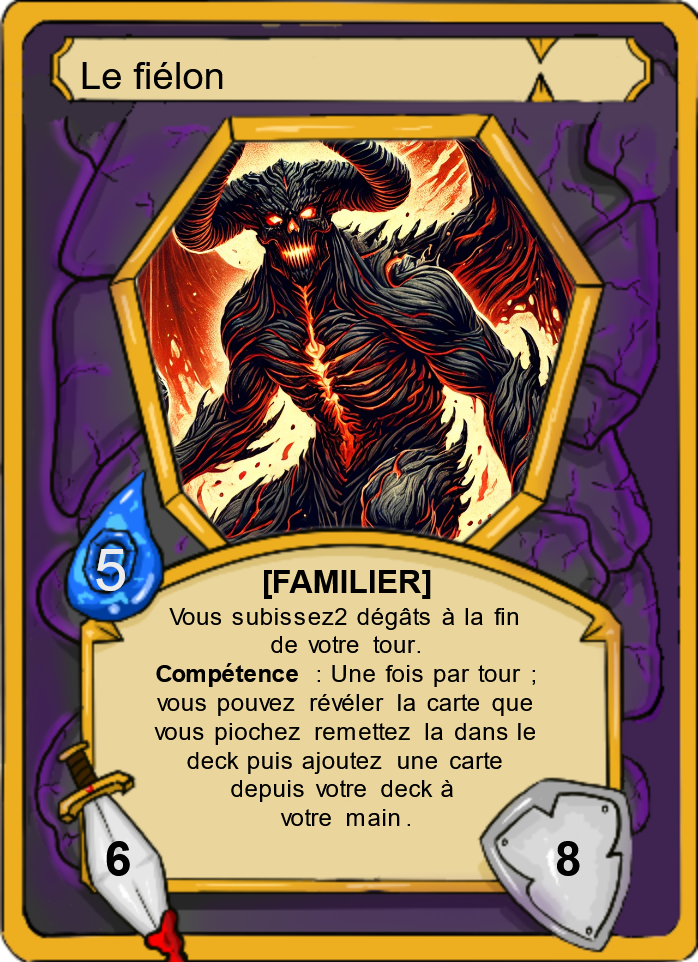 Le fiélon
5
[FAMILIER]
Vous subissez2 dégâts à la fin
de votre tour.
Compétence : Une fois par tour ;
vous pouvez révéler la carte que
vous piochez remettez la dans le
deck puis ajoutez une carte
depuis votre deck à
votre main.
6
8